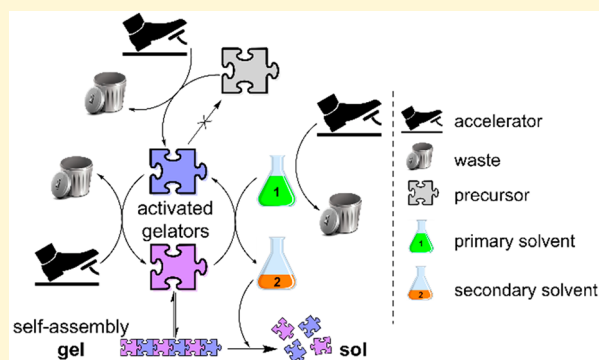 activated
gelators
1
2
self-assembly
gel
sol
accelerator
waste
precursor
1
primary solvent
2
secondary solvent